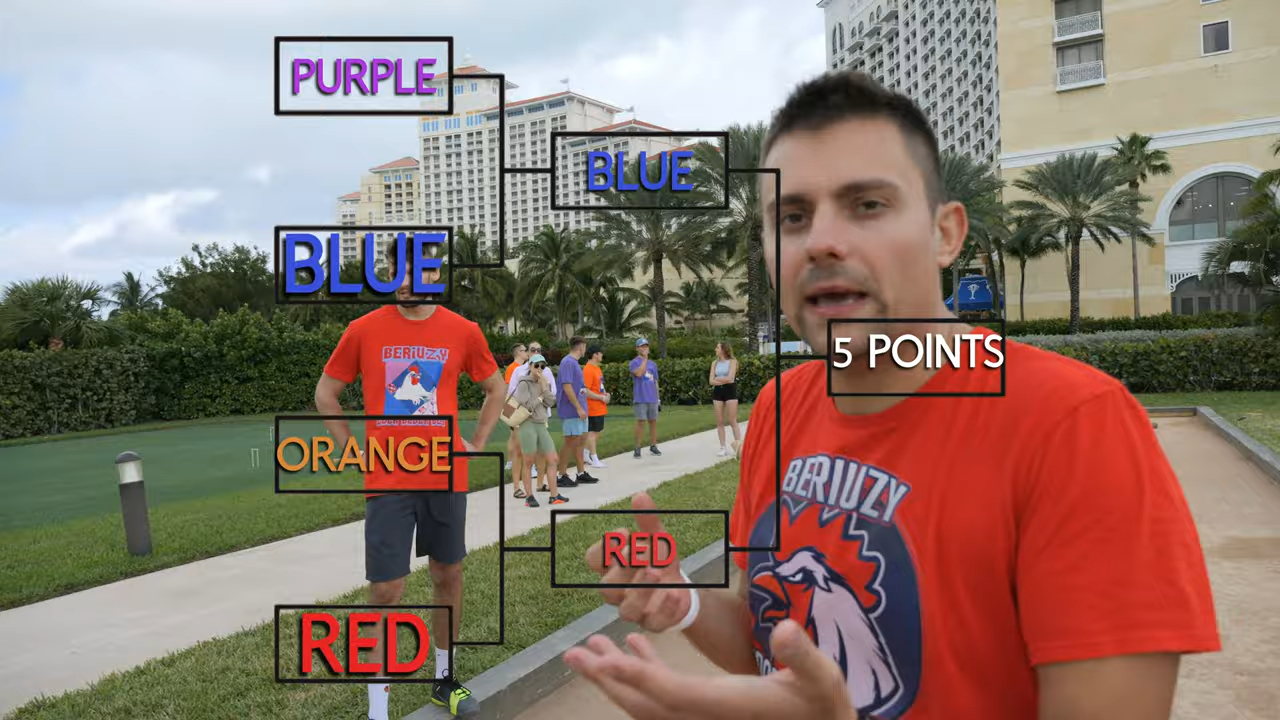 PURPLE
BLUE
BLUE
5 POINTS
ORANGE
RED
RED
BERIUZY
BERIUZY